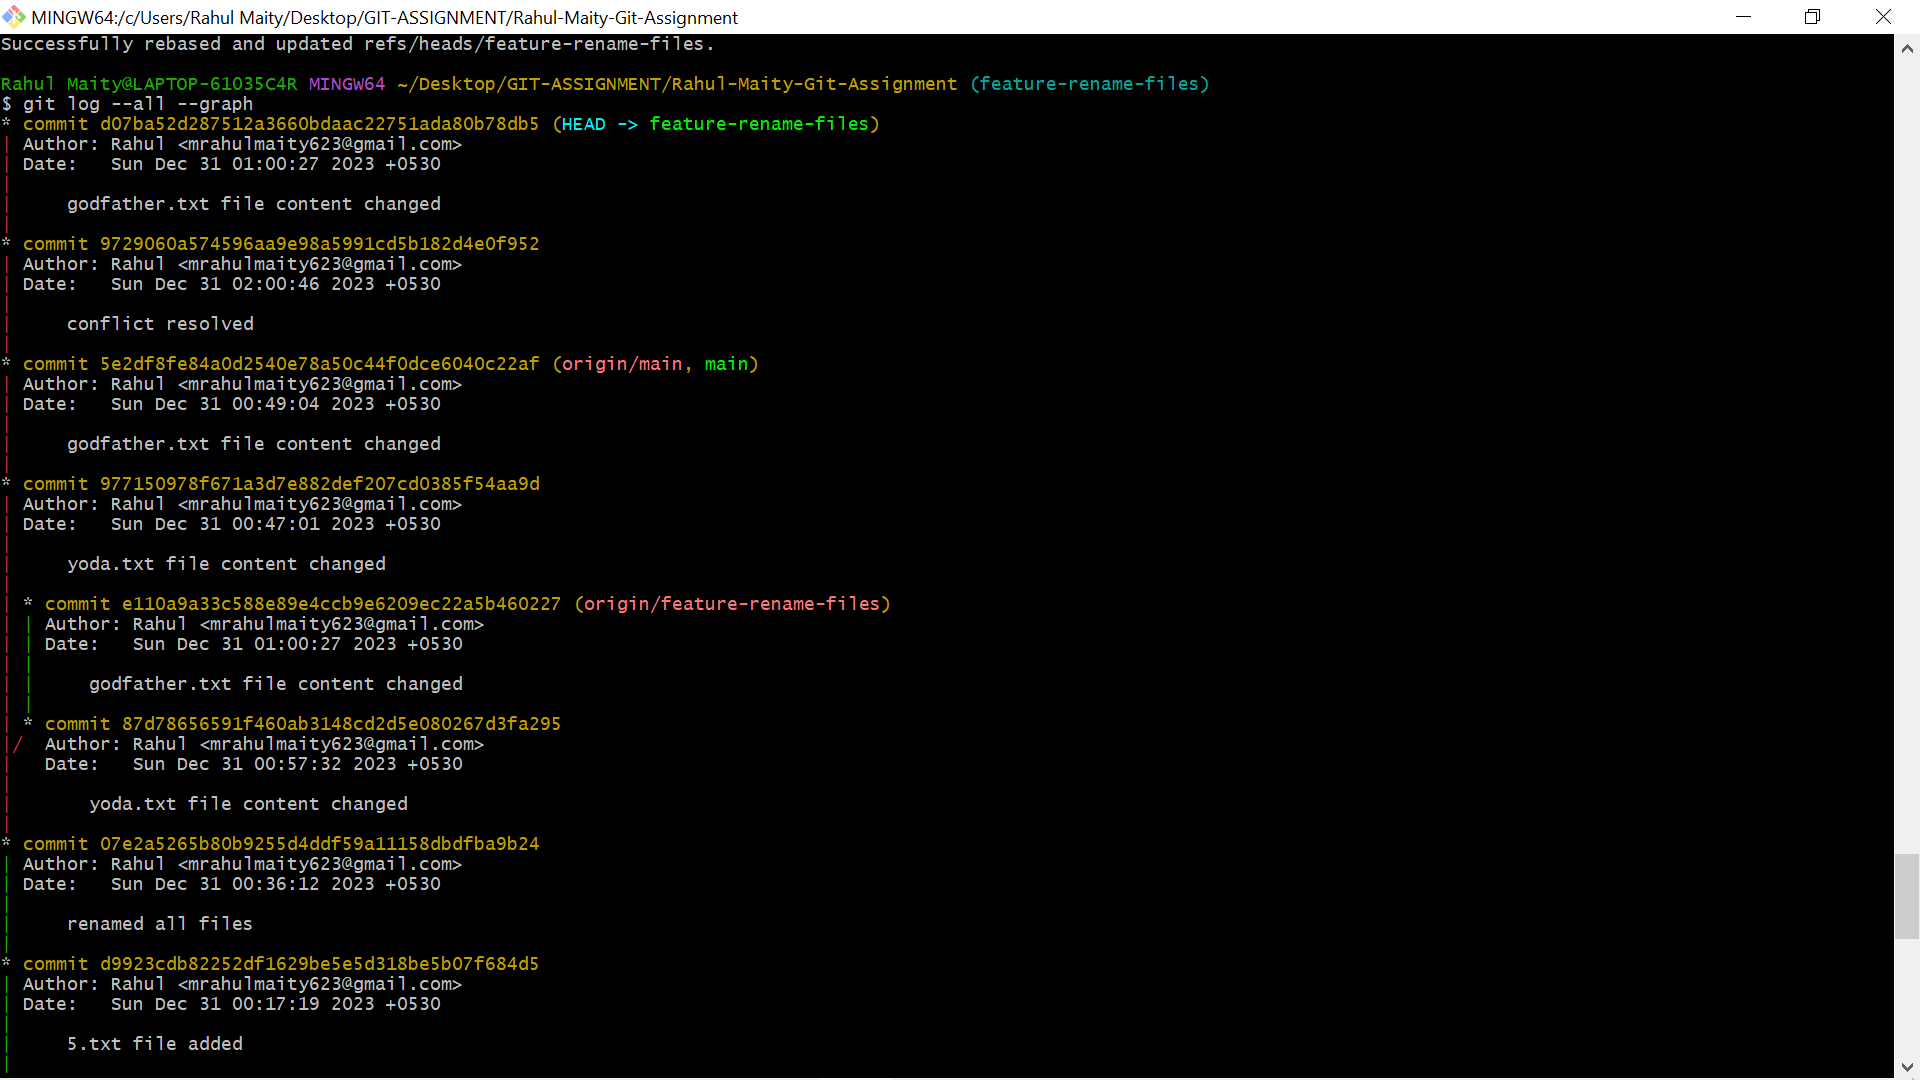 MINGW64:/c/Users/Rahul Maity/Desktop/GIT-ASSIGNMENT/Rahul-Maity-Git-Assignment
Successfully rebased and updated refs/heads/feature-rename-files.
Rahul Maity@LAPTOP-61035C4R MINGW64 ~/Desktop/GIT-ASSIGNMENT/Rahul-Maity-Git-Assignment (feature-rename-files)
$ git log --all --graph
* commit d07ba52d287512a3660bdaac22751ada80b78db5 (HEAD -> feature-rename-files)
| Author: Rahul <mrahulmaity623@gmail.com>
| Date:   Sun Dec 31 01:00:27 2023 +0530
|
|     godfather.txt file content changed
|
* commit 9729060a574596aa9e98a5991cd5b182d4e0f952
| Author: Rahul <mrahulmaity623@gmail.com>
| Date:   Sun Dec 31 02:00:46 2023 +0530
|
|     conflict resolved
|
* commit 5e2df8fe84a0d2540e78a50c44f0dce6040c22af (origin/main, main)
| Author: Rahul <mrahulmaity623@gmail.com>
| Date:   Sun Dec 31 00:49:04 2023 +0530
|
|     godfather.txt file content changed
|
* commit 977150978f671a3d7e882def207cd0385f54aa9d
| Author: Rahul <mrahulmaity623@gmail.com>
| Date:   Sun Dec 31 00:47:01 2023 +0530
|
|     yoda.txt file content changed
|
| * commit e110a9a33c588e89e4ccb9e6209ec22a5b460227 (origin/feature-rename-files)
| | Author: Rahul <mrahulmaity623@gmail.com>
| | Date:   Sun Dec 31 01:00:27 2023 +0530
| |
| |     godfather.txt file content changed
| |
| * commit 87d78656591f460ab3148cd2d5e080267d3fa295
|/  Author: Rahul <mrahulmaity623@gmail.com>
|   Date:   Sun Dec 31 00:57:32 2023 +0530
|
|       yoda.txt file content changed
|
* commit 07e2a5265b80b9255d4ddf59a11158dbdfba9b24
| Author: Rahul <mrahulmaity623@gmail.com>
| Date:   Sun Dec 31 00:36:12 2023 +0530
|
|     renamed all files
|
* commit d9923cdb82252df1629be5e5d318be5b07f684d5
| Author: Rahul <mrahulmaity623@gmail.com>
| Date:   Sun Dec 31 00:17:19 2023 +0530
|
|     5.txt file added
|